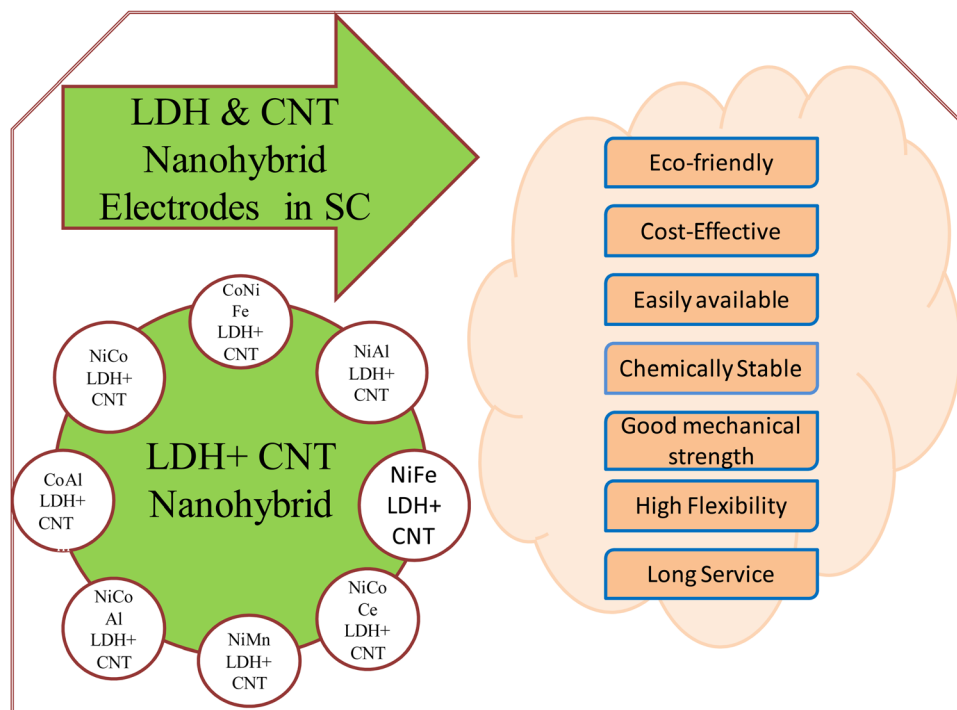 LDH & CNT
Nanohybrid
Electrodes in SC
CoNi
Fe
LDH+
CNT
NiAl
LDH+
CNT
NiFe
LDH+
CNT
NiCo
Ce
LDH+
CNT
NiMn
LDH+
CNT
NiCo
Al
LDH+
CNT
CoAl
LDH+
CNT
...
NiCo
LDH+
CNT
LDH+ CNT
Nanohybrid
Eco-friendly
Cost-Effective
Easily available
Chemically Stable
Good mechanical
strength
High Flexibility
Long Service